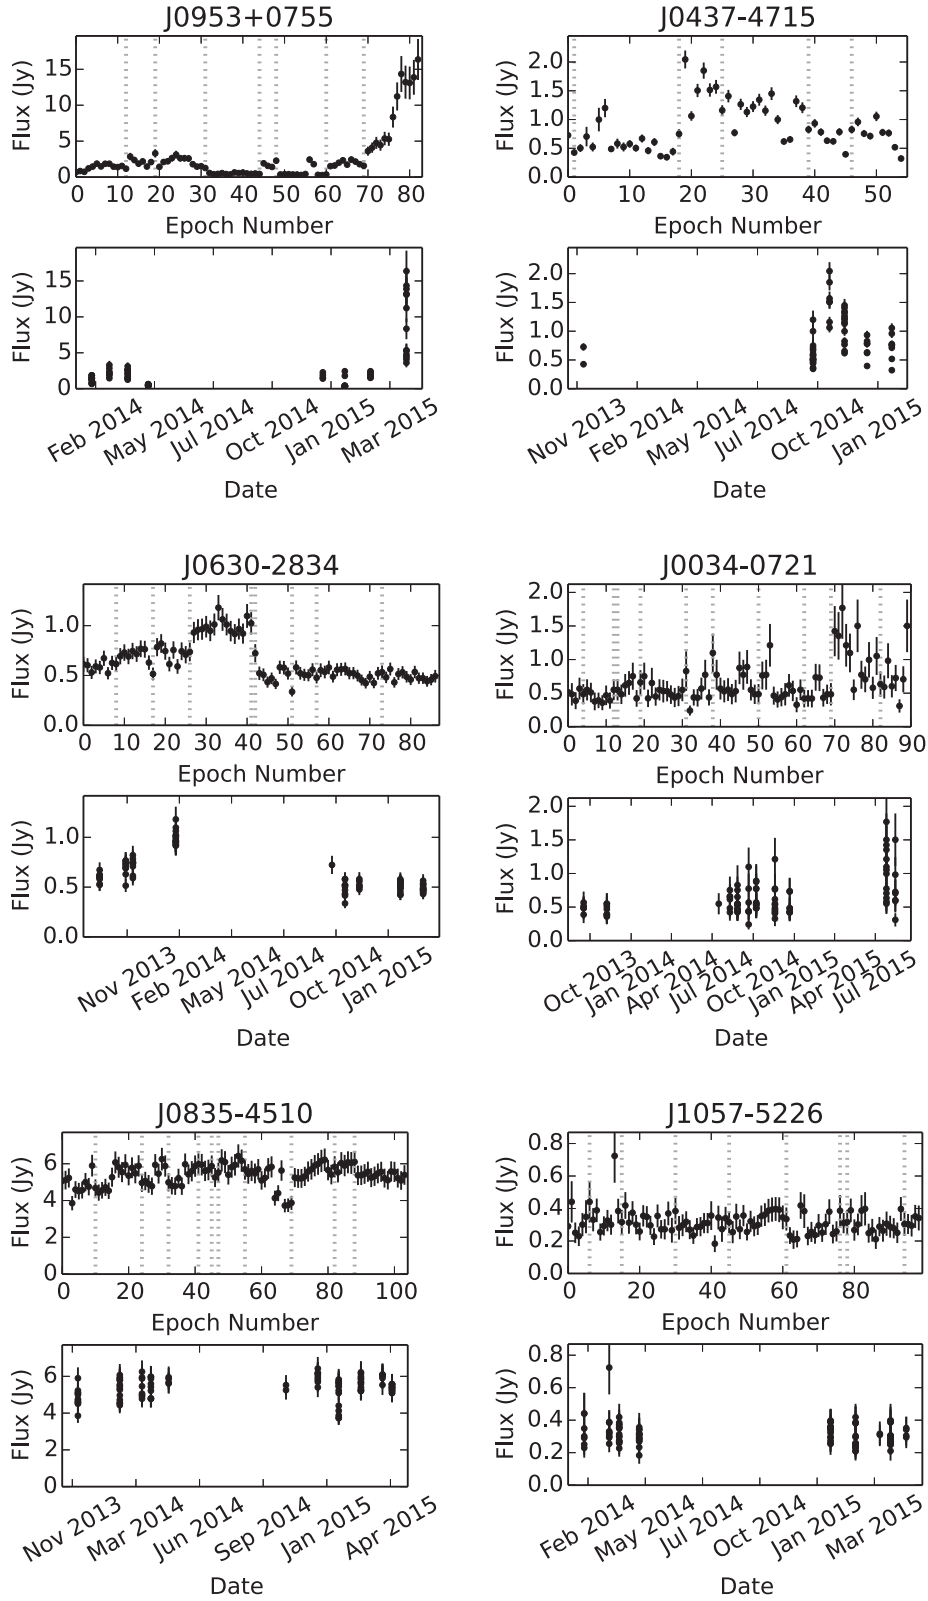 J0953+0755
Flux (Jy)
15
10
5
0
0 10 20 30 40 50 60 70 80
Epoch Number
Flux (Jy)
15
10
5
0
Feb 2014 May 2014 Jul 2014 Oct 2014 Jan 2015 Mar 2015
Date
J0437-4715
Flux (Jy)
2.0
1.5
1.0
0.5
0.0
0 10 20 30 40 50
Epoch Number
Flux (Jy)
2.0
1.5
1.0
0.5
0.0
Nov 2013 Feb 2014 May 2014 Jul 2014 Oct 2014 Jan 2015
Date
J0630-2834
Flux (Jy)
1.0
0.5
0.0
0 10 20 30 40 50 60 70 80
Epoch Number
Flux (Jy)
1.0
0.5
0.0
Nov 2013 Feb 2014 May 2014 Jul 2014 Oct 2014 Jan 2015
Date
J0034-0721
Flux (Jy)
2.0
1.5
1.0
0.5
0.0
0 10 20 30 40 50 60 70 80 90
Epoch Number
Flux (Jy)
2.0
1.5
1.0
0.5
0.0
Oct 2013 Jan 2014 Apr 2014 Jul 2014 Oct 2014 Jan 2015 Apr 2015 Jul 2015
Date
J0835-4510
Flux (Jy)
6
4
2
0
0 20 40 60 80 100
Epoch Number
Flux (Jy)
6
4
2
0
Nov 2013 Mar 2014 Jun 2014 Sep 2014 Jan 2015 Apr 2015
Date
J1057-5226
Flux (Jy)
0.8
0.6
0.4
0.2
0.0
0 20 40 60 80
Epoch Number
Flux (Jy)
0.8
0.6
0.4
0.2
0.0
Feb 2014 May 2014 Jul 2014 Oct 2014 Jan 2015 Mar 2015
Date